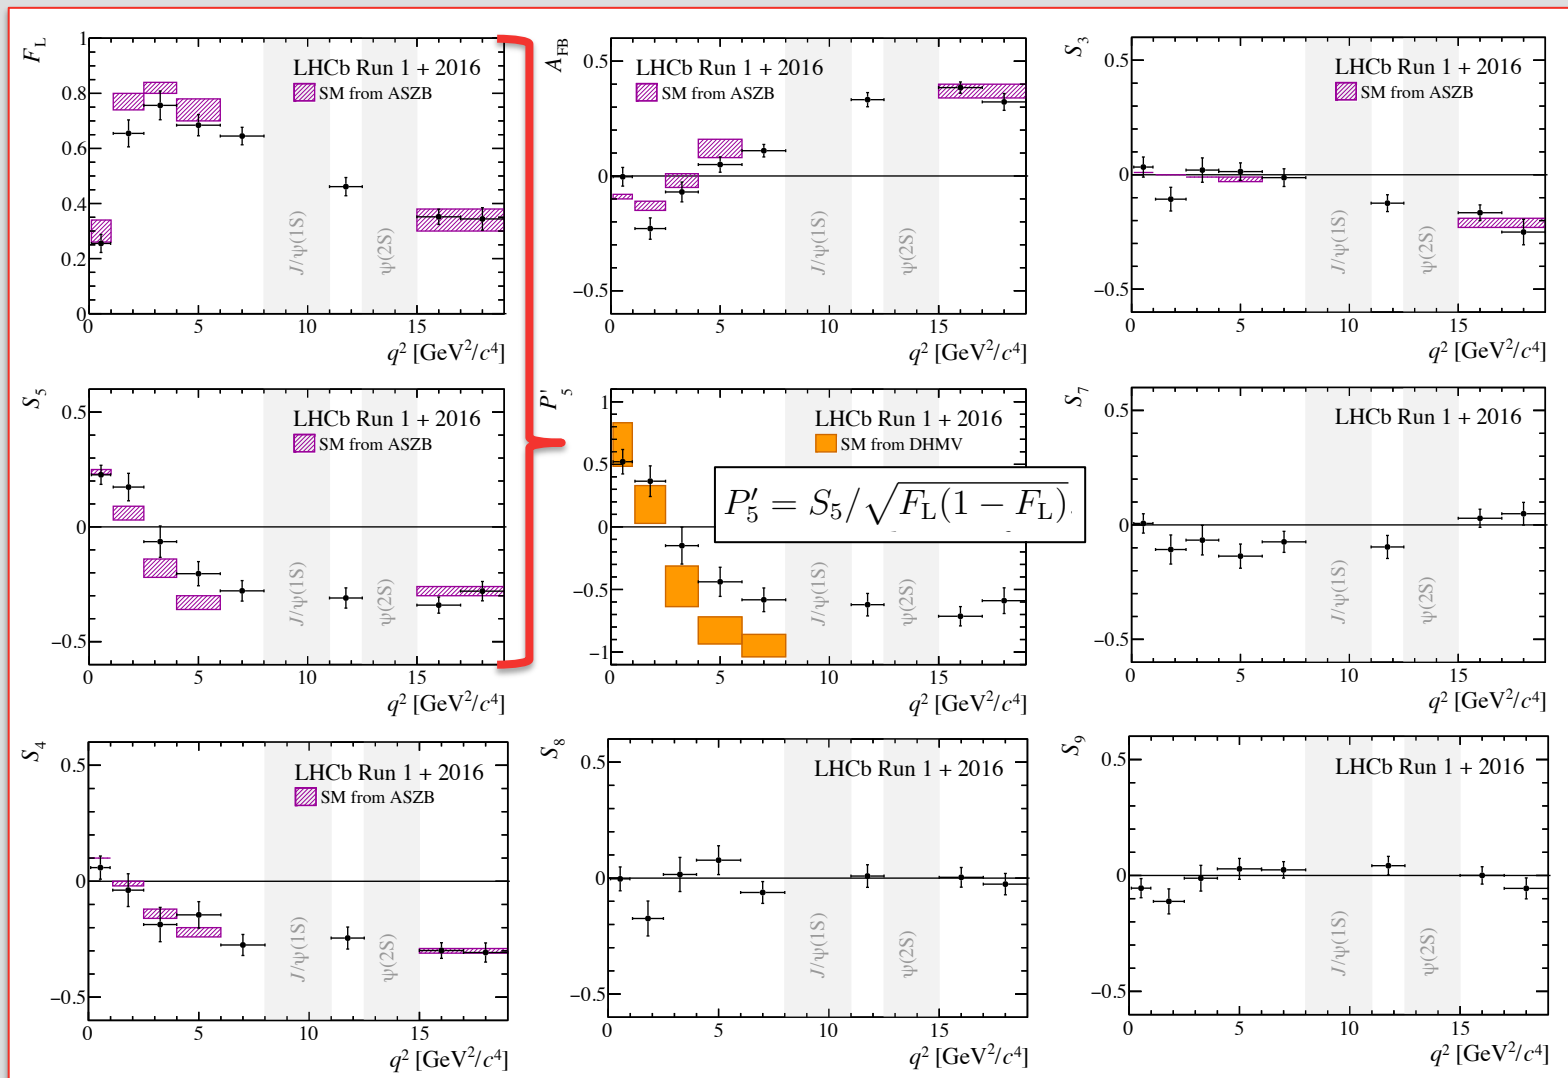 F_L
1
0.8
0.6
0.4
0.2
0
0
5
10
15
LHCb Run 1 + 2016
SM from ASZB
J/ψ(1S)
ψ(2S)
q² [GeV²/c⁴]
A_FB
0.5
0
−0.5
0
5
10
15
LHCb Run 1 + 2016
SM from ASZB
J/ψ(1S)
ψ(2S)
q² [GeV²/c⁴]
S_3
0.5
0
−0.5
0
5
10
15
LHCb Run 1 + 2016
SM from ASZB
J/ψ(1S)
ψ(2S)
q² [GeV²/c⁴]
S_5
0.5
0
−0.5
0
5
10
15
LHCb Run 1 + 2016
SM from ASZB
J/ψ(1S)
ψ(2S)
q² [GeV²/c⁴]
P'_5
1
0.5
0
−0.5
−1
0
5
10
15
LHCb Run 1 + 2016
SM from DHMV
P'_5 = S_5/√F_L(1 − F_L)
J/ψ(1S)
ψ(2S)
q² [GeV²/c⁴]
S_7
0.5
0
−0.5
0
5
10
15
LHCb Run 1 + 2016
J/ψ(1S)
ψ(2S)
q² [GeV²/c⁴]
S_4
0.5
0
−0.5
0
5
10
15
LHCb Run 1 + 2016
SM from ASZB
J/ψ(1S)
ψ(2S)
q² [GeV²/c⁴]
S_8
0.5
0
−0.5
0
5
10
15
LHCb Run 1 + 2016
J/ψ(1S)
ψ(2S)
q² [GeV²/c⁴]
S_9
0.5
0
−0.5
0
5
10
15
LHCb Run 1 + 2016
J/ψ(1S)
ψ(2S)
q² [GeV²/c⁴]